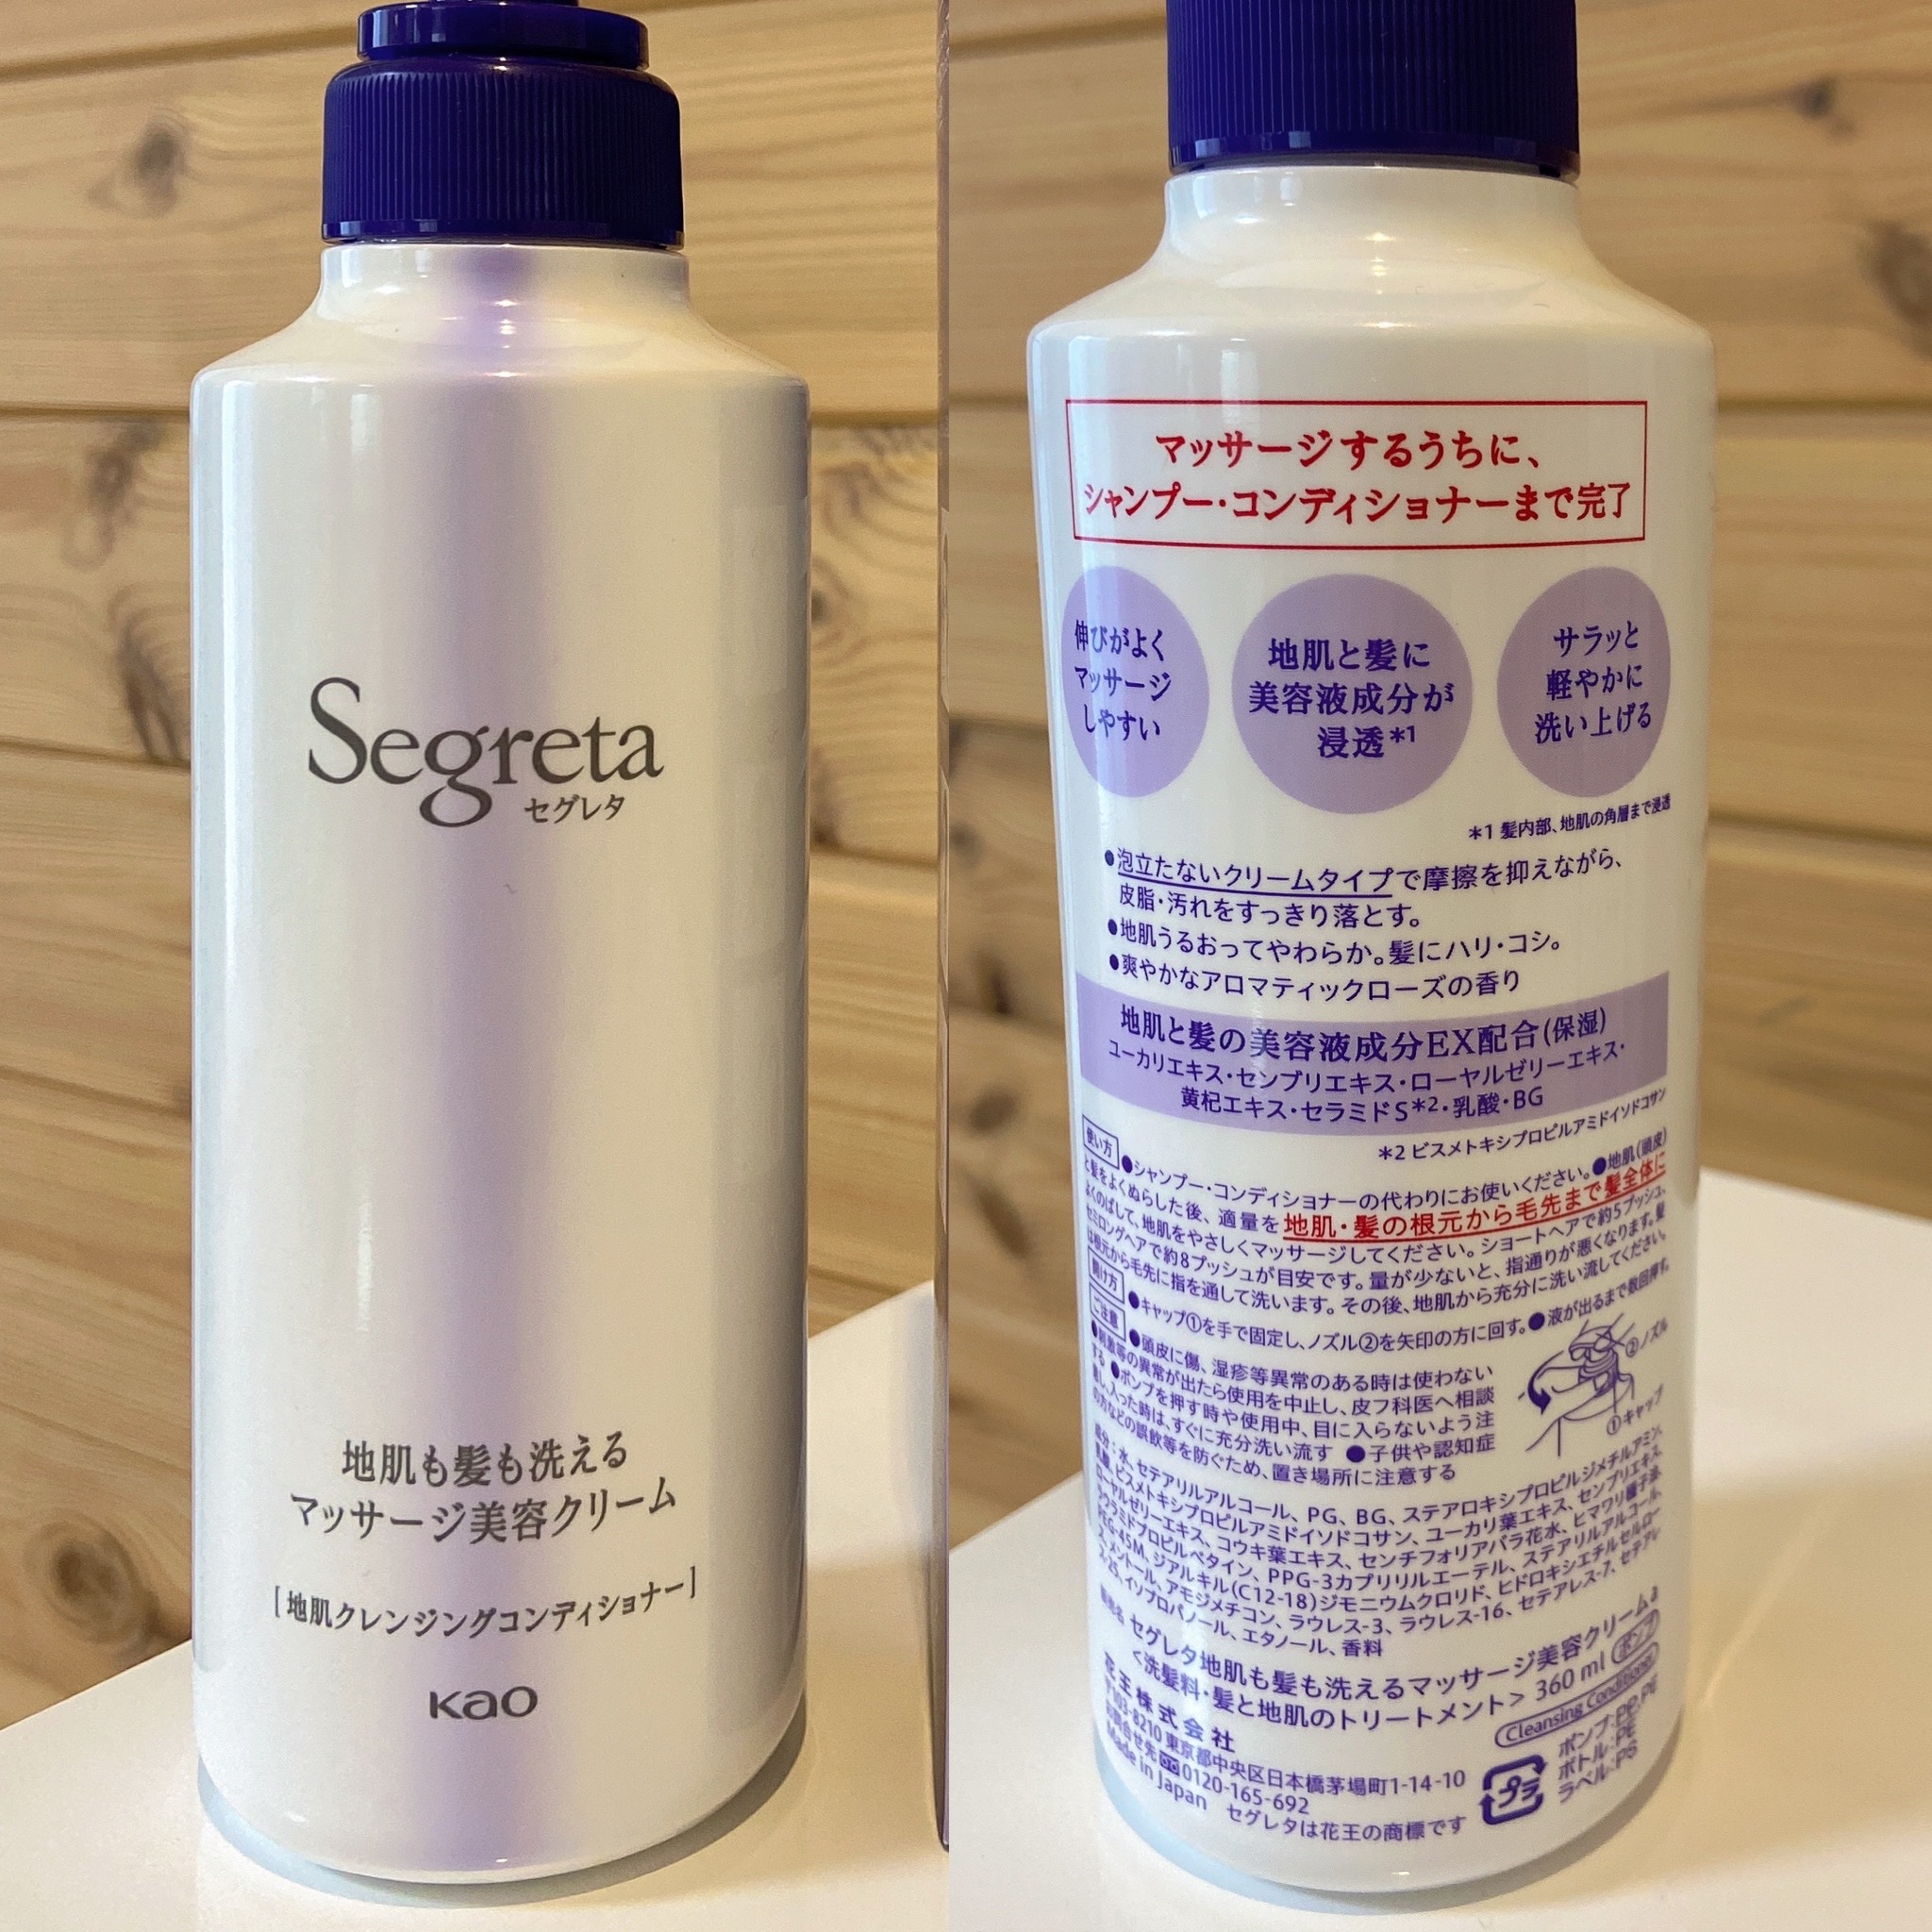 Segreta
セグレタ
地肌も髪も洗える
マッサージ美容クリーム
[地肌クレンジングコンディショナー]
Kao
マッサージするうちに、
シャンプー・コンディショナーまで完了
伸びがよく
マッサージ
しやすい
地肌と髪に
美容液成分が
浸透*1
サラッと
軽やかに
洗い上げる
*1 髪内部、地肌の角層まで浸透
●泡立たないクリームタイプで摩擦を抑えながら、
皮脂・汚れをすっきり落とす。
●地肌うるおってやわらか。髪にハリ・コシ。
●爽やかなアロマティックローズの香り
地肌と髪の美容液成分EX配合(保湿)
ユーカリエキス・センブリエキス・ローヤルゼリーエキス・
黄杞エキス・セラミドS*2・乳酸・BG
*2 ビスメトキシプロピルアミドイソドコサン
使い方 ●シャンプー・コンディショナーの代わりにお使いください。●地肌(頭皮)
と髪をよくぬらした後、適量を地肌・髪の根元から毛先まで髪全体に
よくのばして、地肌をやさしくマッサージしてください。ショートヘアで約5プッシュ、
セミロングヘアで約8プッシュが目安です。量が少ないと、指通りが悪くなります。髪
は根元から毛先に指を通して洗います。その後、地肌から充分に洗い流してください。
開け方 ●キャップ①を手で固定し、ノズル②を矢印の方に回す。●液が出るまで数回押す。
ご注意 ●頭皮に傷、湿疹等異常のある時は使わない
●刺激等の異常が出たら使用を中止し、皮フ科医へ相談
する ●ポンプを押す時や使用中、目に入らないよう注
意し、入った時は、すぐに充分洗い流す ●子供や認知症
の方などの誤飲等を防ぐため、置き場所に注意する
②ノズル
①キャップ
成分：水、セテアリルアルコール、PG、BG、ステアロキシプロピルジメチルアミン、
乳酸、ビスメトキシプロピルアミドイソドコサン、ユーカリ葉エキス、センブリエキス、
ローヤルゼリーエキス、コウキ葉エキス、センチフォリアバラ花水、ヒマワリ種子油、
ラウラミドプロピルベタイン、PPG-3カプリリルエーテル、ステアリルアルコール、
PEG-45M、ジアルキル(C12-18)ジモニウムクロリド、ヒドロキシエチルセルロー
ス、メントール、アモジメチコン、ラウレス-3、ラウレス-16、セテアレス-7、セテアレ
ス-25、イソプロパノール、エタノール、香料
セグレタ地肌も髪も洗えるマッサージ美容クリームa
<洗髪料・髪と地肌のトリートメント> 360 ml ポンプ
Cleansing Conditioner
花王株式会社
〒103-8210 東京都中央区日本橋茅場町1-14-10
お問合せ先 0120-165-692
Made in Japan セグレタは花王の商標です
プラ
ポンプ:PP,PE
ボトル:PE
ラベル:PS